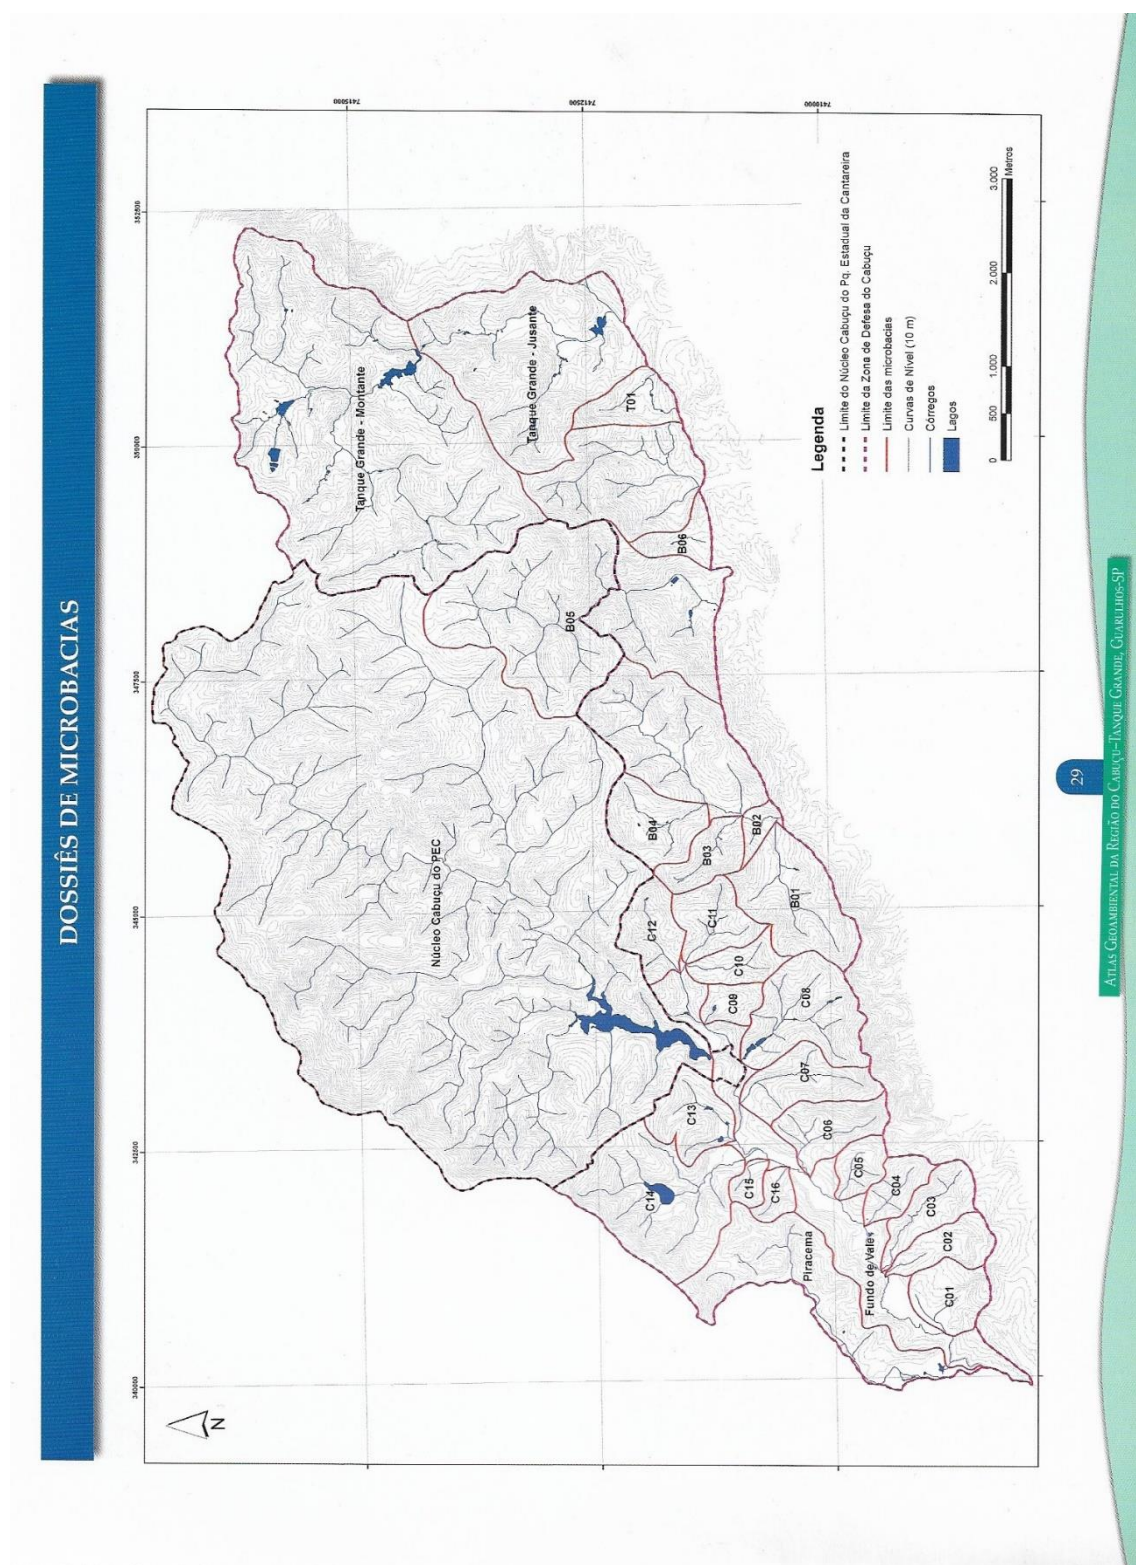 DOSSIÊS DE MICROBACIAS
340000
342500
345000
347500
350000
352500
7415000
7412500
7410000
N
Tanque Grande - Montante
Tanque Grande - Jusante
T01
B06
B05
Núcleo Cabuçu do PEC
B04
B03
B02
B01
C12
C11
C10
C09
C08
C07
C06
C13
C14
C15
C16
C05
C04
C03
C02
C01
Piracema
Fundo de Vales
Legenda
Limite do Núcleo Cabuçu do Pq. Estadual da Cantareira
Limite da Zona de Defesa do Cabuçu
Limite das microbacias
Curvas de Nível (10 m)
Córregos
Lagos
0 500 1.000 2.000 3.000
Metros
29
ATLAS GEOAMBIENTAL DA REGIÃO DO CABUÇU–TANQUE GRANDE, GUARULHOS-SP